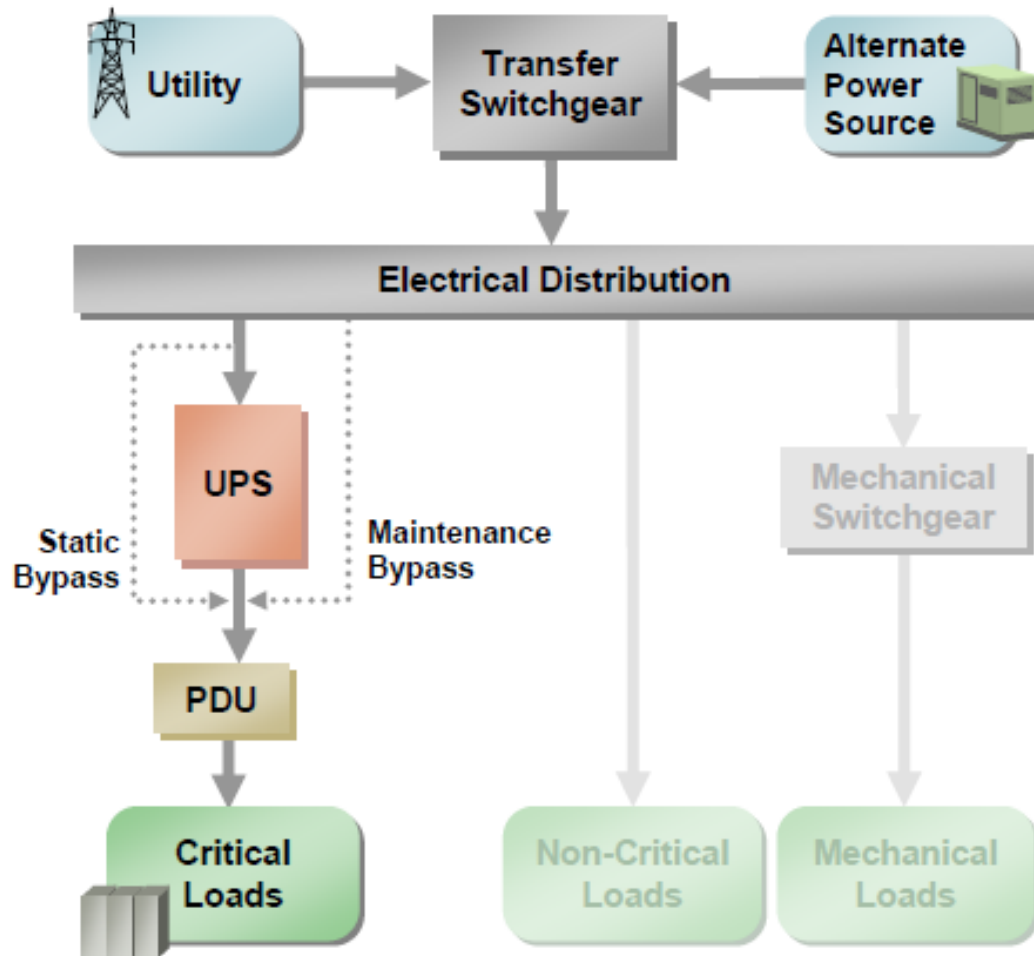 Utility
Transfer
Switchgear
Alternate
Power
Source
Electrical Distribution
UPS
Static
Bypass
Maintenance
Bypass
Mechanical
Switchgear
PDU
Critical
Loads
Non-Critical
Loads
Mechanical
Loads